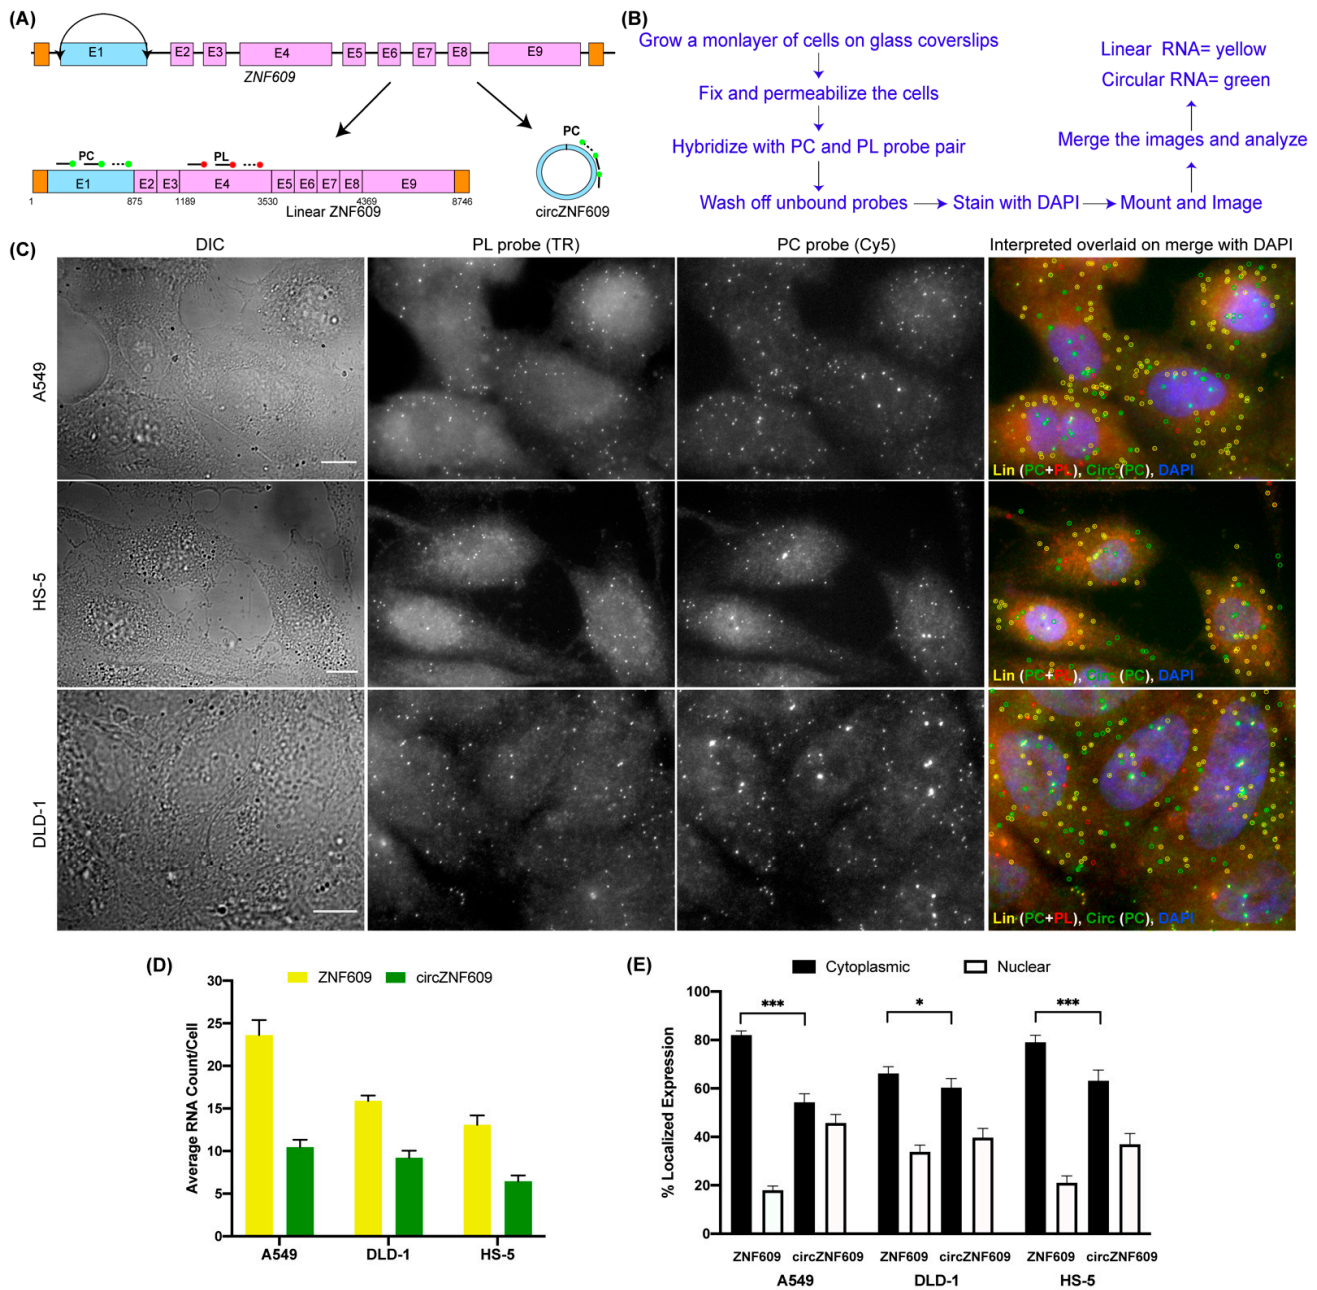 (A)
E1 E2 E3 E4 E5 E6 E7 E8 E9
ZNF609
PC PL
E1 E2 E3 E4 E5 E6 E7 E8 E9
1 875 1189 3530 4369 8746
Linear ZNF609
PC
circZNF609
(B)
Grow a monlayer of cells on glass coverslips
Fix and permeabilize the cells
Hybridize with PC and PL probe pair
Wash off unbound probes
Stain with DAPI
Mount and Image
Merge the images and analyze
Linear RNA= yellow
Circular RNA= green
(C)
DIC PL probe (TR) PC probe (Cy5) Interpreted overlaid on merge with DAPI
A549
Lin (PC+PL), Circ (PC), DAPI
HS-5
Lin (PC+PL), Circ (PC), DAPI
DLD-1
Lin (PC+PL), Circ (PC), DAPI
(D)
ZNF609 circZNF609
Average RNA Count/Cell
30
25
20
15
10
5
0
A549 DLD-1 HS-5
(E)
Cytoplasmic Nuclear
% Localized Expression
100
80
60
40
20
0
*** * ***
ZNF609 circZNF609 ZNF609 circZNF609 ZNF609 circZNF609
A549 DLD-1 HS-5